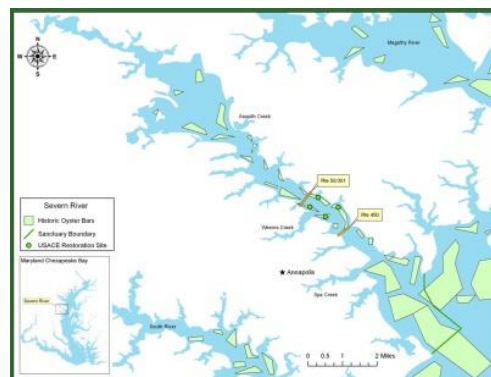 N
W E
S
Magothy River
Asquith Creek
Rte 50/301
Rte 450
Weems Creek
Annapolis
Spa Creek
South River
Severn River
Historic Oyster Bars
Sanctuary Boundary
USACE Restoration Site
Maryland Chesapeake Bay
Severn River
0 0.5 1 2 Miles